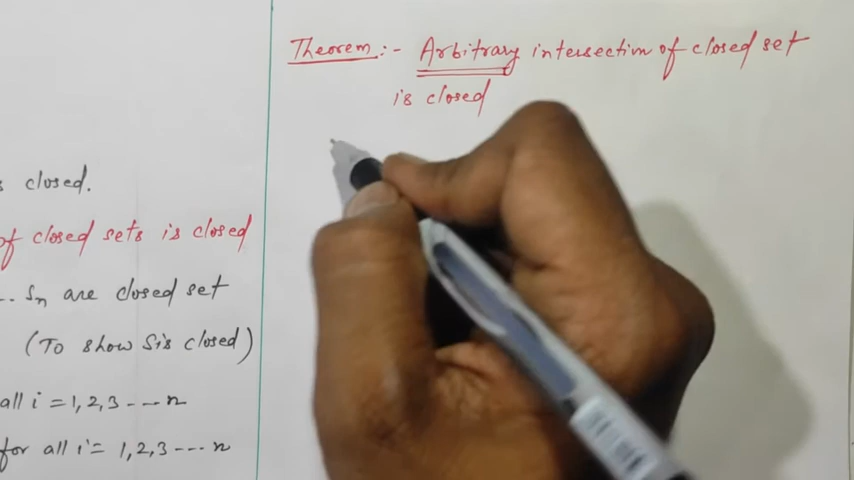 Theorem :- Arbitrary intersection of closed set
is closed
s closed.
of closed sets is closed
-- Sn are closed set
(To show S is closed)
all i = 1, 2, 3 --- n
for all i = 1, 2, 3 --- n